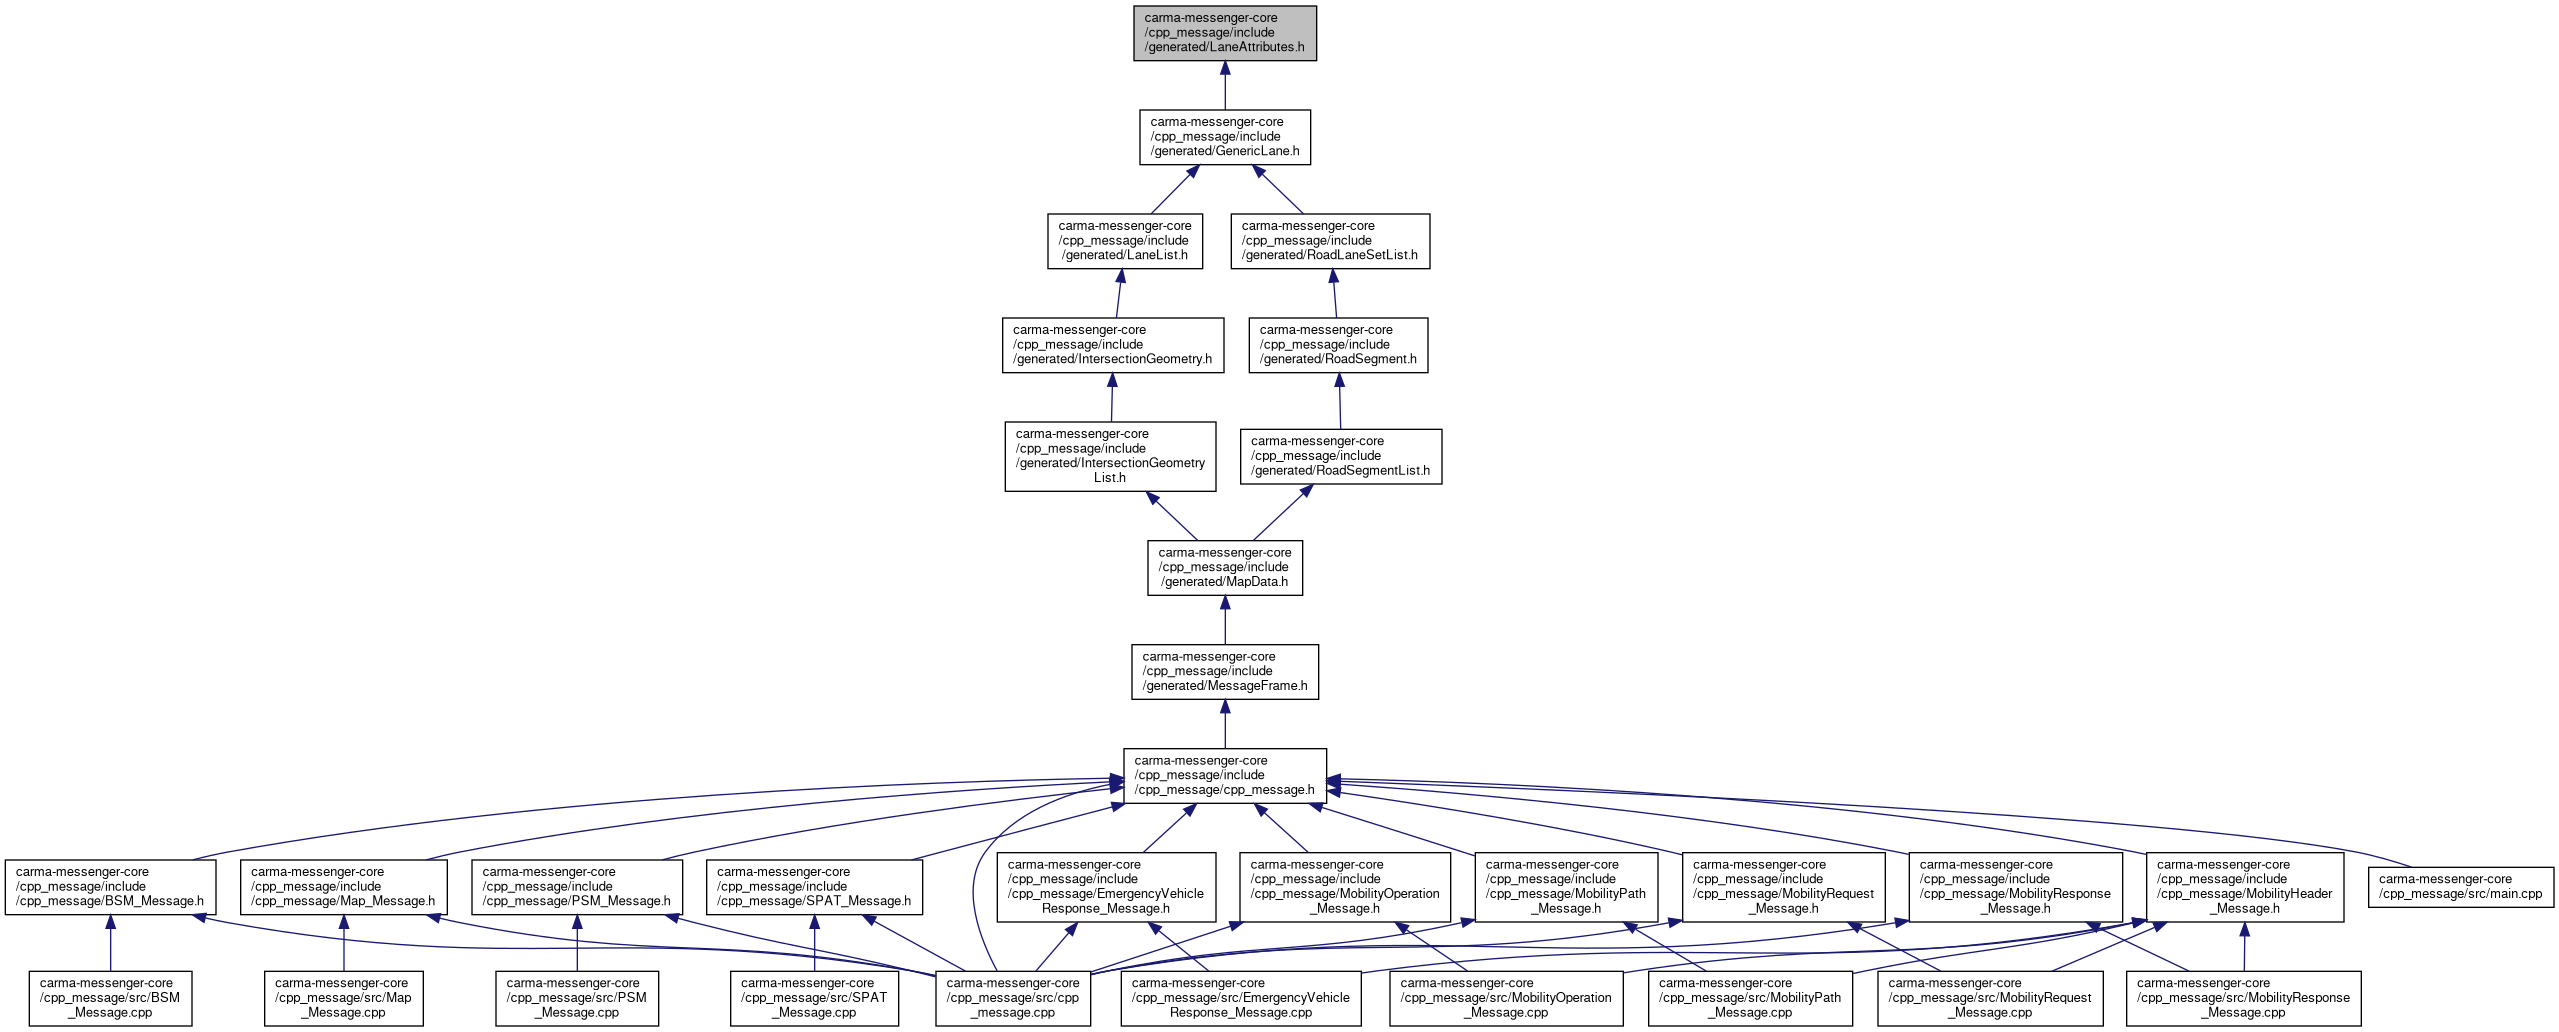 carma-messenger-core
/cpp_message/include
/generated/LaneAttributes.h
carma-messenger-core
/cpp_message/include
/generated/GenericLane.h
carma-messenger-core
/cpp_message/include
/generated/LaneList.h
carma-messenger-core
/cpp_message/include
/generated/RoadLaneSetList.h
carma-messenger-core
/cpp_message/include
/generated/IntersectionGeometry.h
carma-messenger-core
/cpp_message/include
/generated/RoadSegment.h
carma-messenger-core
/cpp_message/include
/generated/IntersectionGeometry
List.h
carma-messenger-core
/cpp_message/include
/generated/RoadSegmentList.h
carma-messenger-core
/cpp_message/include
/generated/MapData.h
carma-messenger-core
/cpp_message/include
/generated/MessageFrame.h
carma-messenger-core
/cpp_message/include
/cpp_message/cpp_message.h
carma-messenger-core
/cpp_message/include
/cpp_message/BSM_Message.h
carma-messenger-core
/cpp_message/include
/cpp_message/Map_Message.h
carma-messenger-core
/cpp_message/include
/cpp_message/PSM_Message.h
carma-messenger-core
/cpp_message/include
/cpp_message/SPAT_Message.h
carma-messenger-core
/cpp_message/include
/cpp_message/EmergencyVehicle
Response_Message.h
carma-messenger-core
/cpp_message/include
/cpp_message/MobilityOperation
_Message.h
carma-messenger-core
/cpp_message/include
/cpp_message/MobilityPath
_Message.h
carma-messenger-core
/cpp_message/include
/cpp_message/MobilityRequest
_Message.h
carma-messenger-core
/cpp_message/include
/cpp_message/MobilityResponse
_Message.h
carma-messenger-core
/cpp_message/include
/cpp_message/MobilityHeader
_Message.h
carma-messenger-core
/cpp_message/src/main.cpp
carma-messenger-core
/cpp_message/src/BSM
_Message.cpp
carma-messenger-core
/cpp_message/src/Map
_Message.cpp
carma-messenger-core
/cpp_message/src/PSM
_Message.cpp
carma-messenger-core
/cpp_message/src/SPAT
_Message.cpp
carma-messenger-core
/cpp_message/src/cpp
_message.cpp
carma-messenger-core
/cpp_message/src/EmergencyVehicle
Response_Message.cpp
carma-messenger-core
/cpp_message/src/MobilityOperation
_Message.cpp
carma-messenger-core
/cpp_message/src/MobilityPath
_Message.cpp
carma-messenger-core
/cpp_message/src/MobilityRequest
_Message.cpp
carma-messenger-core
/cpp_message/src/MobilityResponse
_Message.cpp